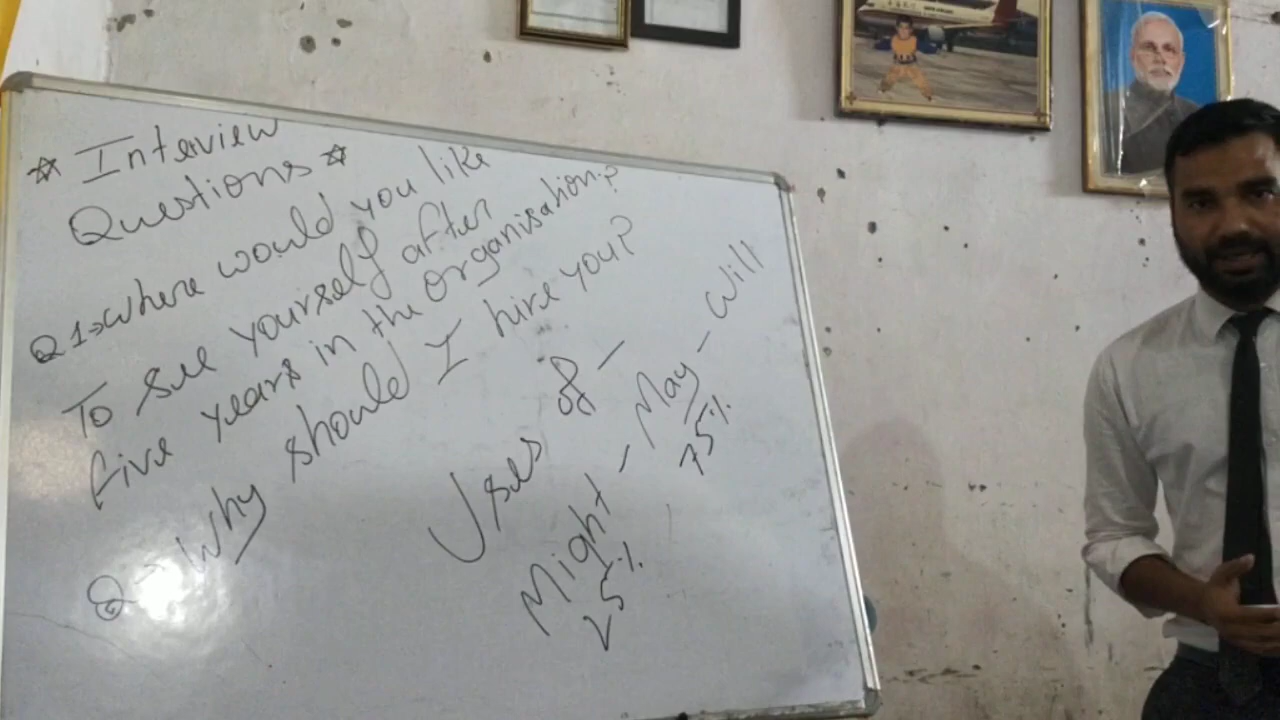 ☆ Interview
Questions ☆
Q1→ Where would you like
To see yourself after
five years in the organisation?
Q - Why should I hire you?
Uses of -
Might - May - Will
25% 75%